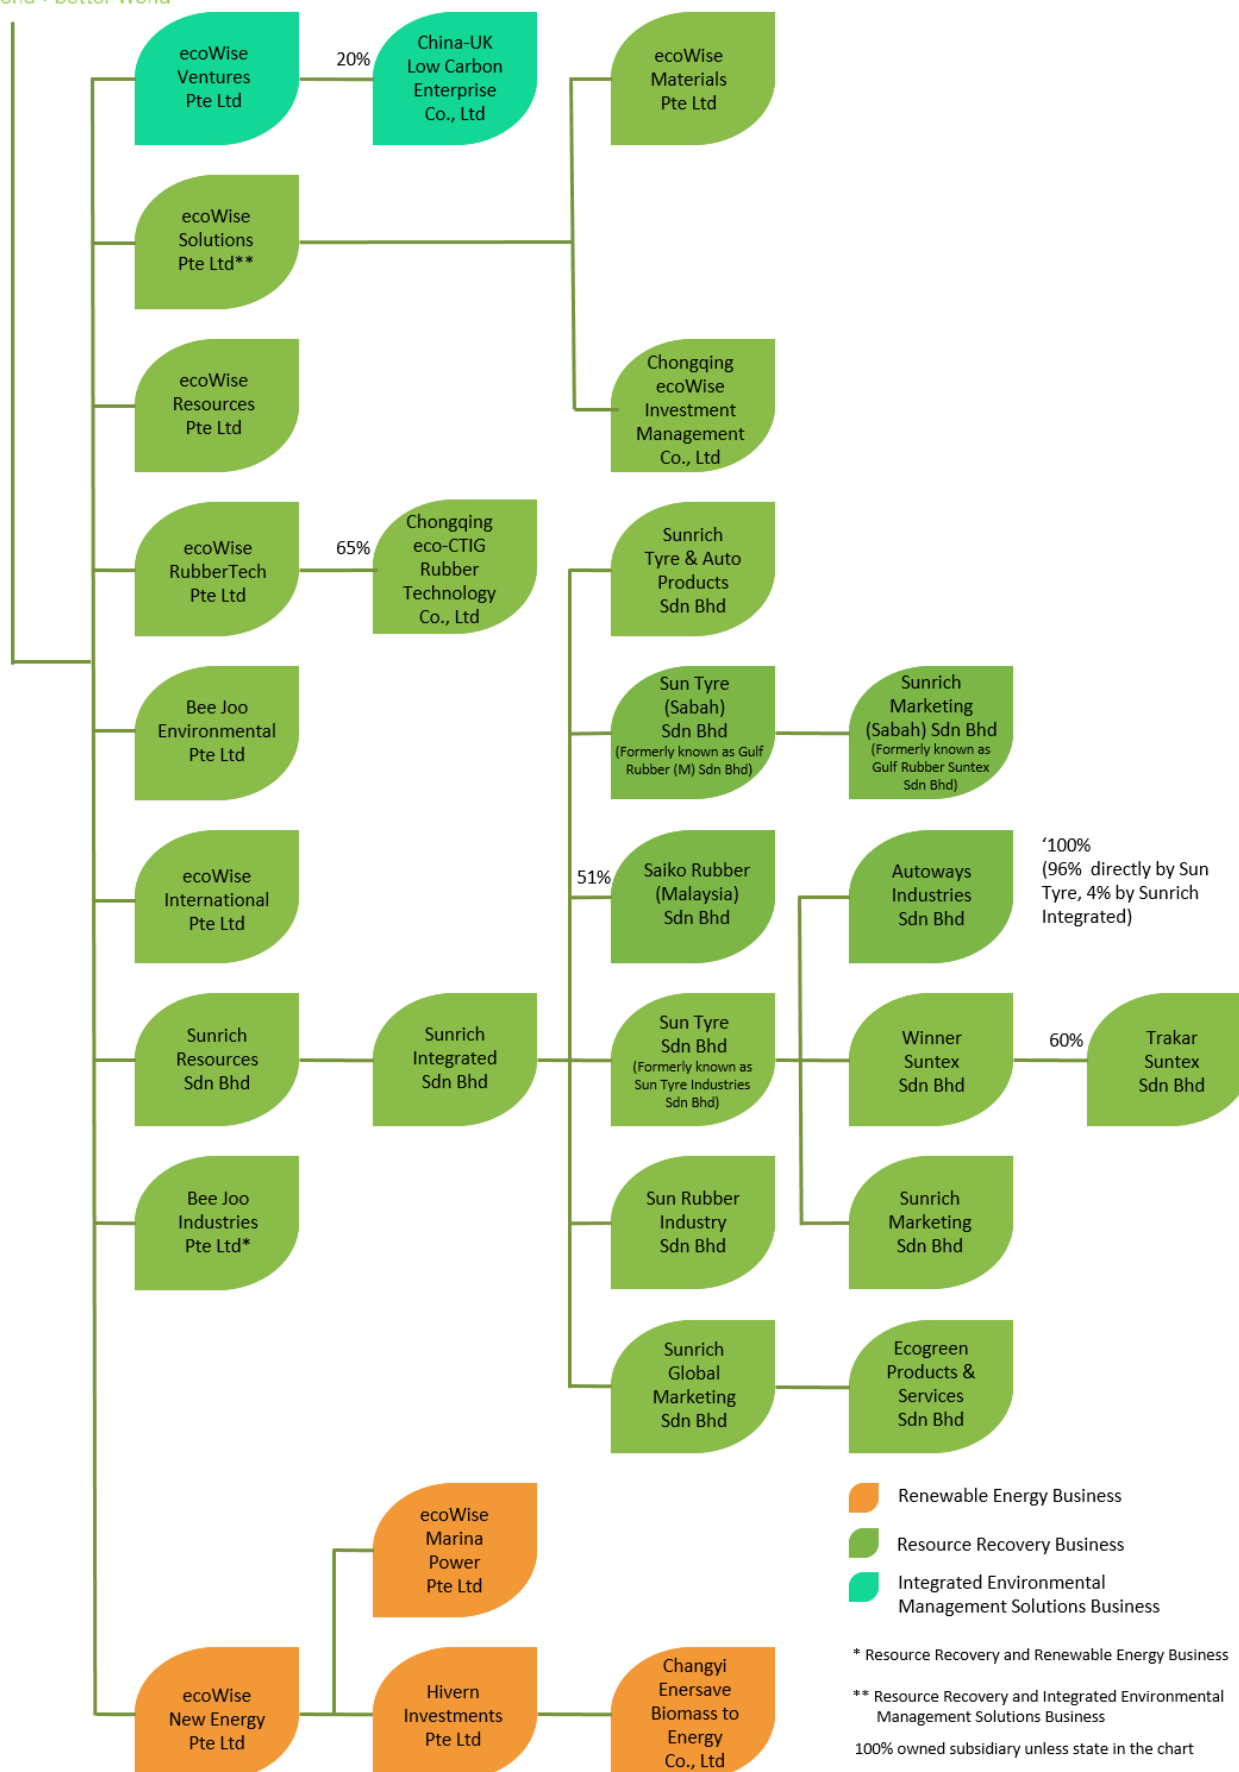 better world
ecoWise
Ventures
Pte Ltd
20%
China-UK
Low Carbon
Enterprise
Co., Ltd
ecoWise
Materials
Pte Ltd
ecoWise
Solutions
Pte Ltd**
ecoWise
Resources
Pte Ltd
Chongqing
ecoWise
Investment
Management
Co., Ltd
ecoWise
RubberTech
Pte Ltd
65%
Chongqing
eco-CTIG
Rubber
Technology
Co., Ltd
Sunrich
Tyre & Auto
Products
Sdn Bhd
Bee Joo
Environmental
Pte Ltd
Sun Tyre
(Sabah)
Sdn Bhd
(Formerly known as Gulf
Rubber (M) Sdn Bhd)
Sunrich
Marketing
(Sabah) Sdn Bhd
(Formerly known as
Gulf Rubber Suntex
Sdn Bhd)
ecoWise
International
Pte Ltd
51%
Saiko Rubber
(Malaysia)
Sdn Bhd
Autoways
Industries
Sdn Bhd
‘100%
(96%  directly by Sun
Tyre, 4% by Sunrich
Integrated)
Sunrich
Resources
Sdn Bhd
Sunrich
Integrated
Sdn Bhd
Sun Tyre
Sdn Bhd
(Formerly known as
Sun Tyre Industries
Sdn Bhd)
Winner
Suntex
Sdn Bhd
60%
Trakar
Suntex
Sdn Bhd
Bee Joo
Industries
Pte Ltd*
Sun Rubber
Industry
Sdn Bhd
Sunrich
Marketing
Sdn Bhd
Sunrich
Global
Marketing
Sdn Bhd
Ecogreen
Products &
Services
Sdn Bhd
ecoWise
Marina
Power
Pte Ltd
ecoWise
New Energy
Pte Ltd
Hivern
Investments
Pte Ltd
Changyi
Enersave
Biomass to
Energy
Co., Ltd
Renewable Energy Business
Resource Recovery Business
Integrated Environmental
Management Solutions Business
* Resource Recovery and Renewable Energy Business
** Resource Recovery and Integrated Environmental
Management Solutions Business
100% owned subsidiary unless state in the chart